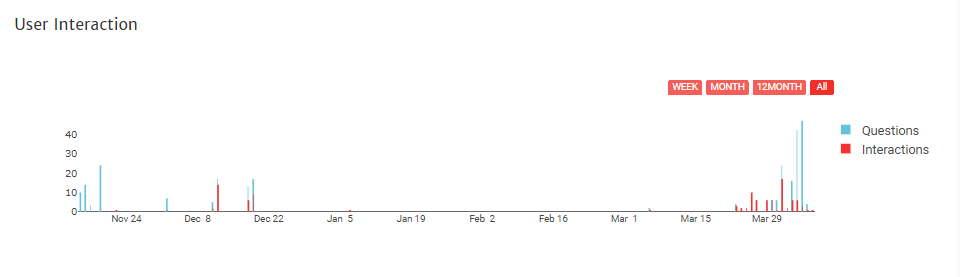 User Interaction
WEEK MONTH 12MONTH All
40
30
20
10
0
Questions
Interactions
Nov 24 Dec 8 Dec 22 Jan 5 Jan 19 Feb 2 Feb 16 Mar 1 Mar 15 Mar 29